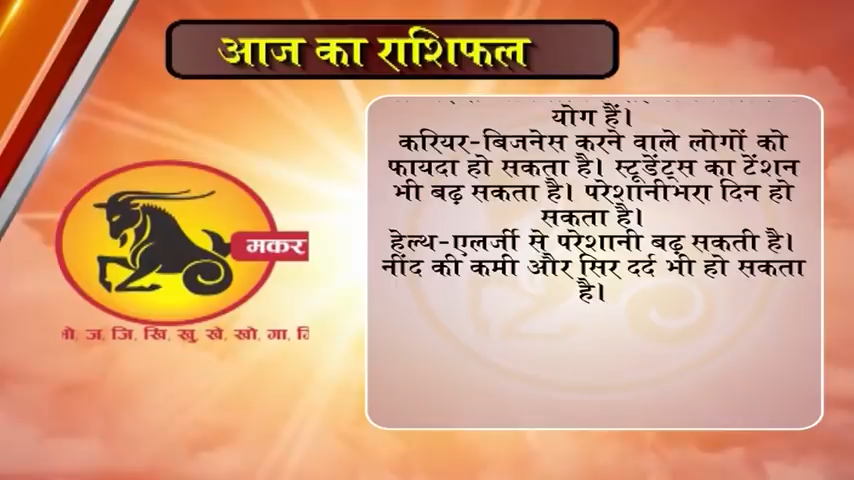 आज का राशिफल
योग हैं।
करियर-बिजनेस करने वाले लोगों को
फायदा हो सकता है। स्टूडेंट्स का टेंशन
भी बढ़ सकता है। परेशानीभरा दिन हो
सकता है।
हेल्थ-एलर्जी से परेशानी बढ़ सकती है।
नींद की कमी और सिर दर्द भी हो सकता
है।
मकर
ज, जि, खि, खु, खे, खो, गा,